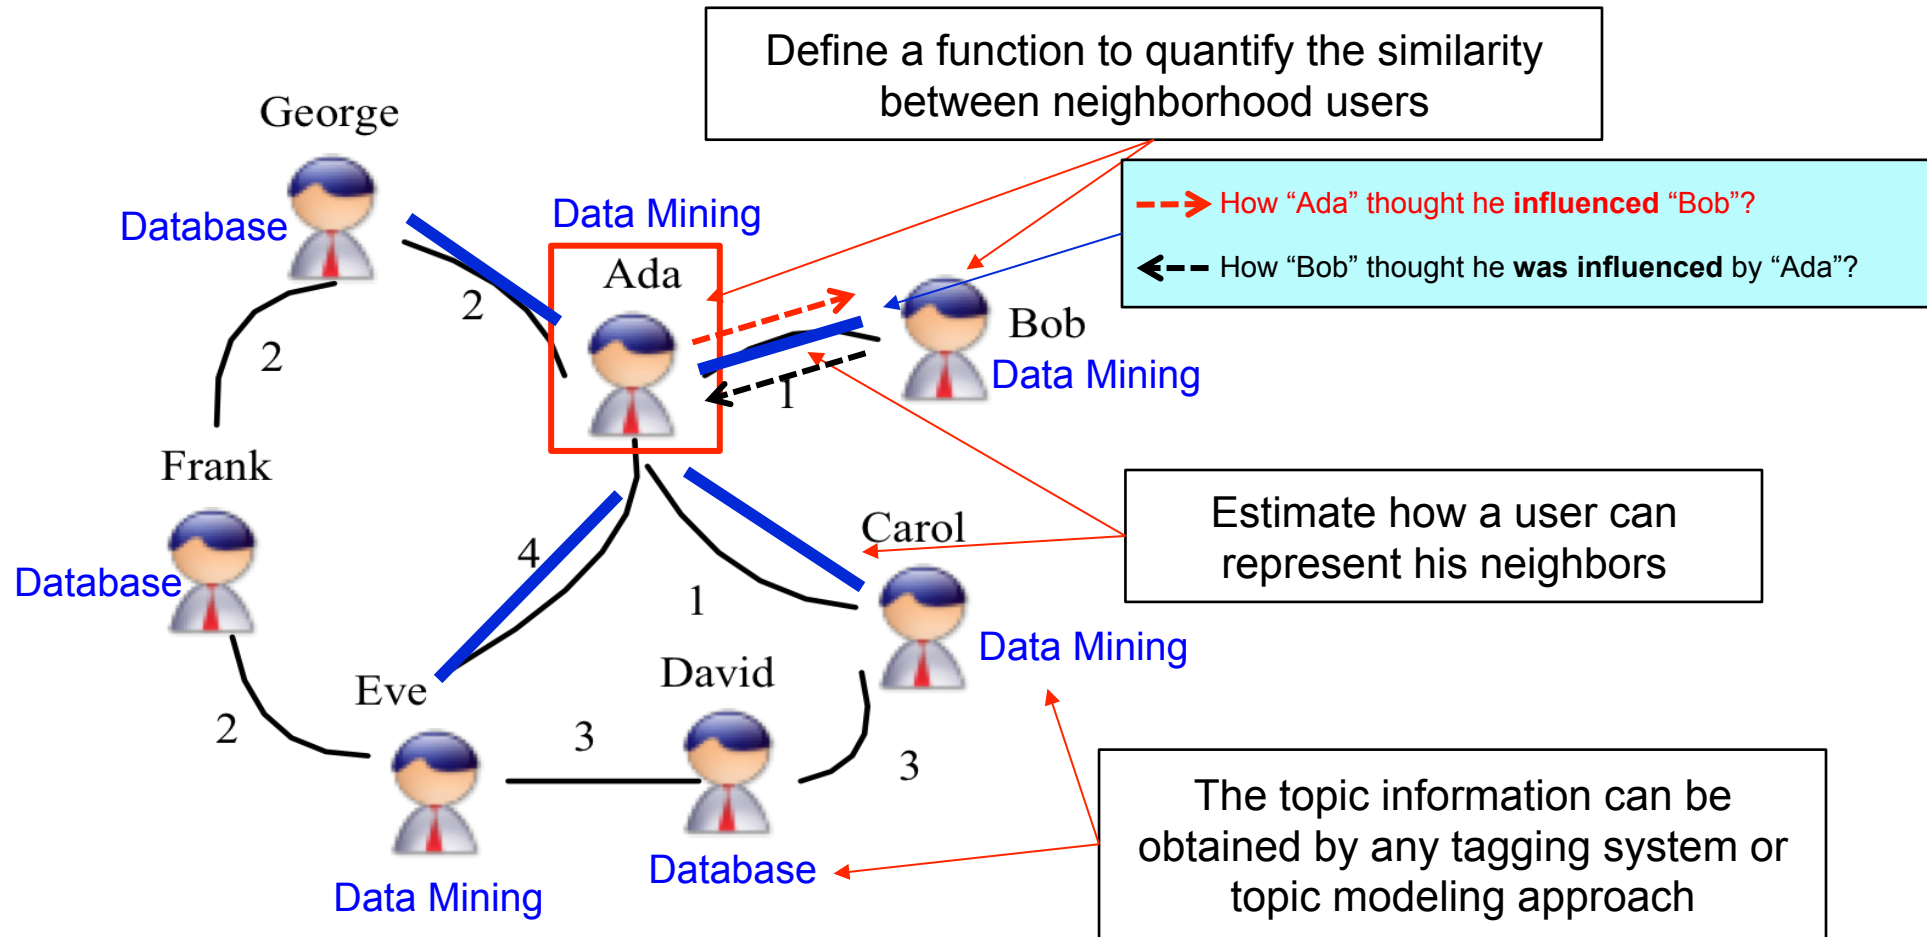 Define a function to quantify the similarity
between neighborhood users
George
How “Ada” thought he influenced “Bob”?
Database
Data Mining
Ada
How “Bob” thought he was influenced by “Ada”?
2
Bob
2
Data Mining
1
Frank
Estimate how a user can
represent his neighbors
Carol
4
Database
1
Data Mining
David
Eve
2
3
3
The topic information can be
obtained by any tagging system or
topic modeling approach
Database
Data Mining